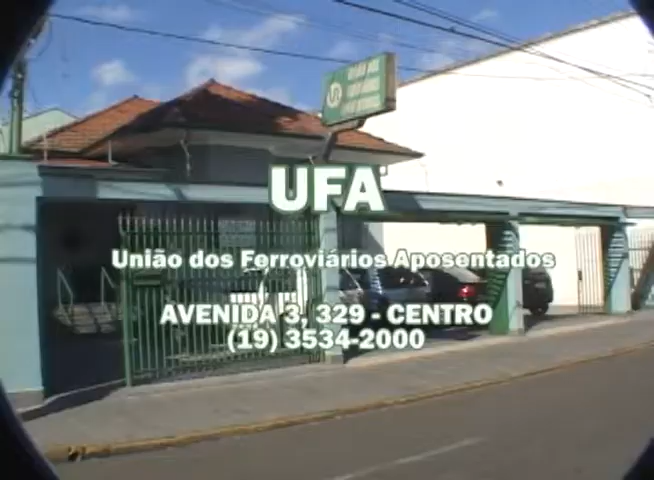 UFA
União dos Ferroviários Aposentados
AVENIDA 3, 329 - CENTRO
(19) 3534-2000